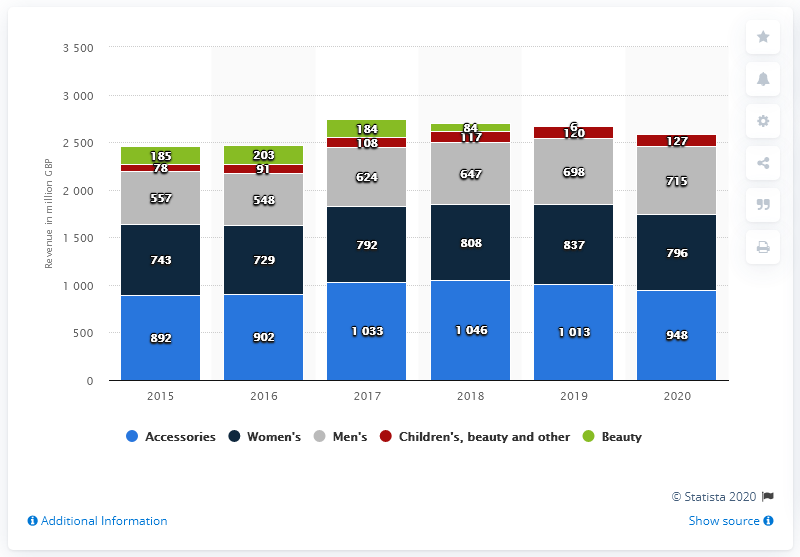 3 500
3 000
2 500
2 000
1 500
1 000
500
0
Revenue in million GBP
185 203 184 84 6
78 91 108 117 120 127
557 548 624 647 698 715
743 729 792 808 837 796
892 902 1 033 1 046 1 013 948
2015 2016 2017 2018 2019 2020
Accessories Women's Men's Children's, beauty and other Beauty
© Statista 2020
Additional Information Show source